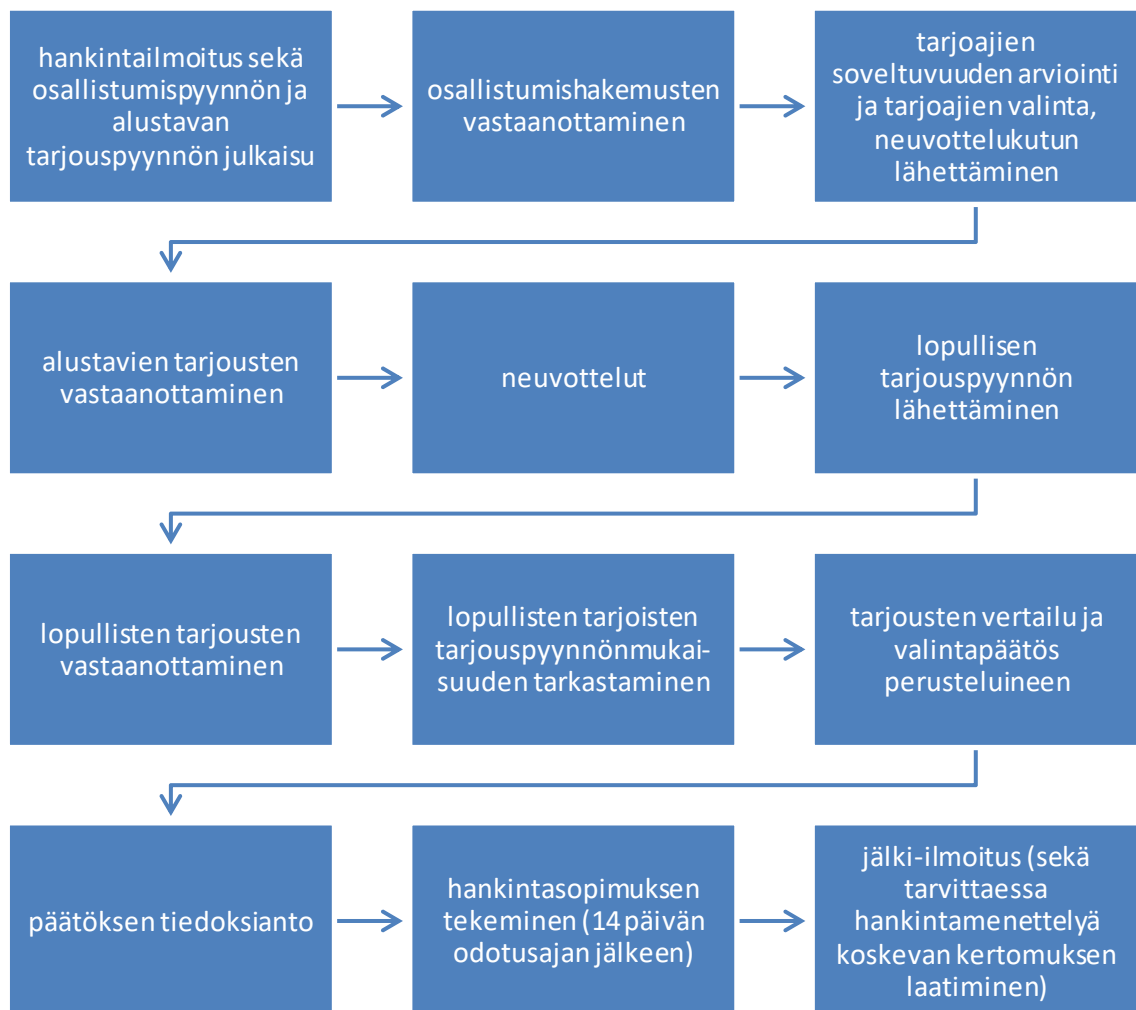 hankintailmoitus sekä
osallistumispyynnön ja
alustavan
tarjouspyynnön julkaisu
osallistumishakemusten
vastaanottaminen
tarjoajien
soveltuvuuden arviointi
ja tarjoajien valinta,
neuvottelukutun
lähettäminen
alustavien tarjousten
vastaanottaminen
neuvottelut
lopullisen
tarjouspyynnön
lähettäminen
lopullisten tarjousten
vastaanottaminen
lopullisten tarjoisten
tarjouspyynnönmukai-
suuden tarkastaminen
tarjousten vertailu ja
valintapäätös
perusteluineen
päätöksen tiedoksianto
hankintasopimuksen
tekeminen (14 päivän
odotusajan jälkeen)
jälki-ilmoitus (sekä
tarvittaessa
hankintamenettelyä
koskevan kertomuksen
laatiminen)